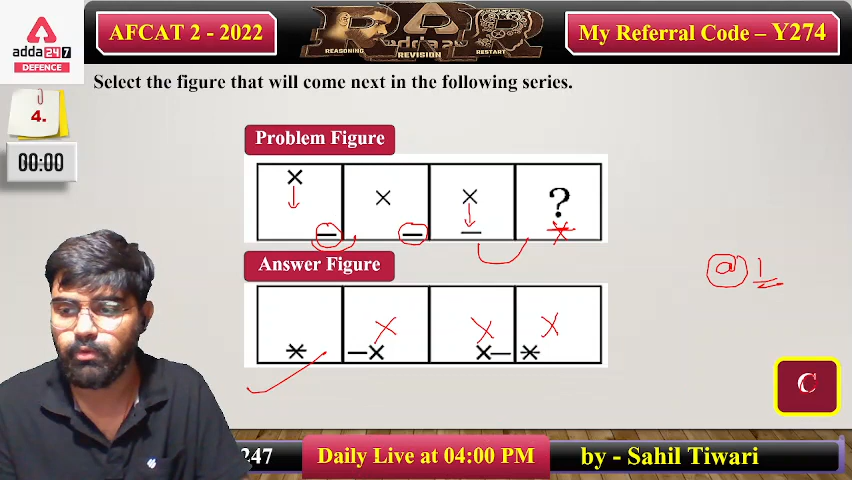 adda247
DEFENCE
AFCAT 2 - 2022
REASONING
REVISION
RESTART
My Referral Code – Y274
4.
00:00
Select the figure that will come next in the following series.
Problem Figure
?
Answer Figure
a 1
C
247
Daily Live at 04:00 PM
by - Sahil Tiwari